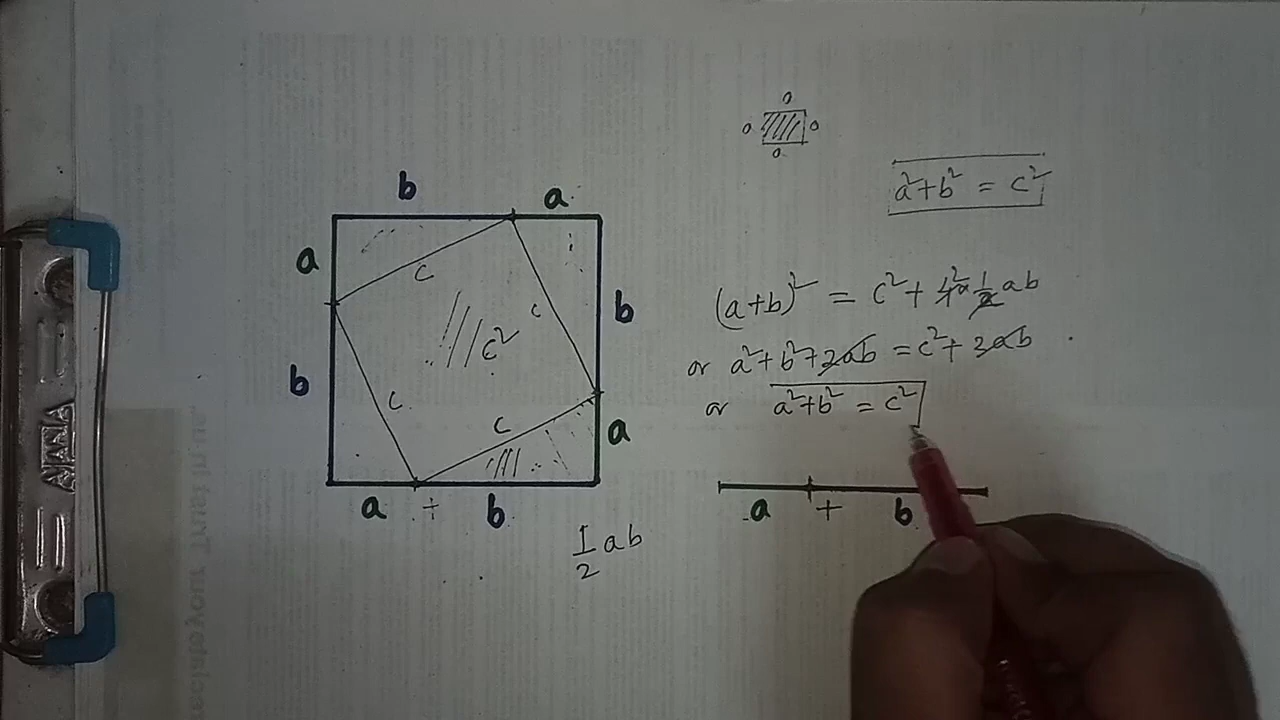 o
o o
o
a²+b² = c²
b a
a c
c b
c²
b c
c a
a + b
1/2 ab
(a+b)² = c² + 4² x 1/2 ab
or a²+b²+2ab = c²+2ab
or a²+b² = c²
a + b